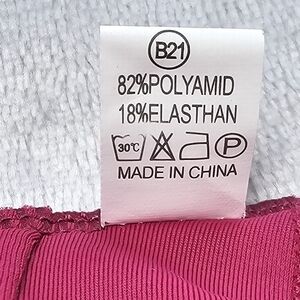 B21
82%POLYAMID
18%ELASTHAN
30°C P
MADE IN CHINA